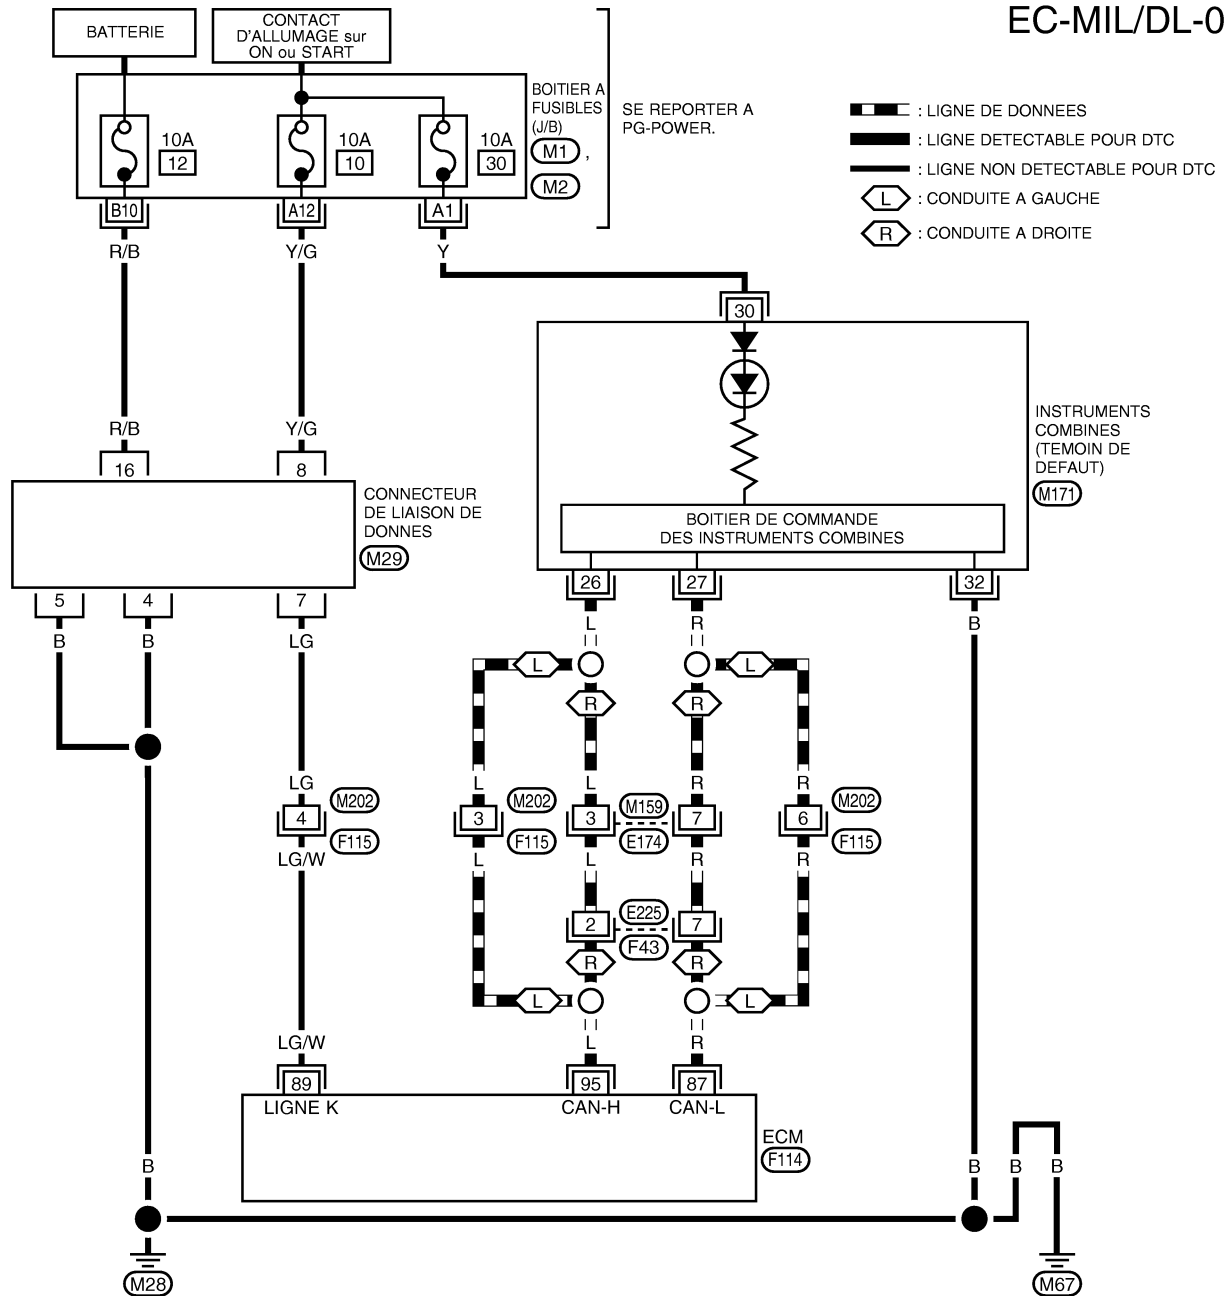 EC-MIL/DL-0
BATTERIE
CONTACT
D'ALLUMAGE sur
ON ou START
BOITIER A
FUSIBLES
(J/B)
M1 ,
M2
SE REPORTER A
PG-POWER.
: LIGNE DE DONNEES
: LIGNE DETECTABLE POUR DTC
: LIGNE NON DETECTABLE POUR DTC
L : CONDUITE A GAUCHE
R : CONDUITE A DROITE
10A
12
10A
10
10A
30
B10
A12
A1
R/B
Y/G
Y
30
R/B
Y/G
16
8
CONNECTEUR
DE LIAISON DE
DONNES
M29
INSTRUMENTS
COMBINES
(TEMOIN DE
DEFAUT)
M171
BOITIER DE COMMANDE
DES INSTRUMENTS COMBINES
26
27
32
5
4
7
B
B
LG
L
R
B
L
L
R
R
LG
L
L
R
R
4
M202
F115
3
M202
F115
3
M159
E174
7
6
M202
F115
LG/W
L
L
R
R
2
E225
F43
7
R
R
L
L
LG/W
L
R
89
95
87
LIGNE K
CAN-H
CAN-L
ECM
F114
B
B
B
B
M28
M67